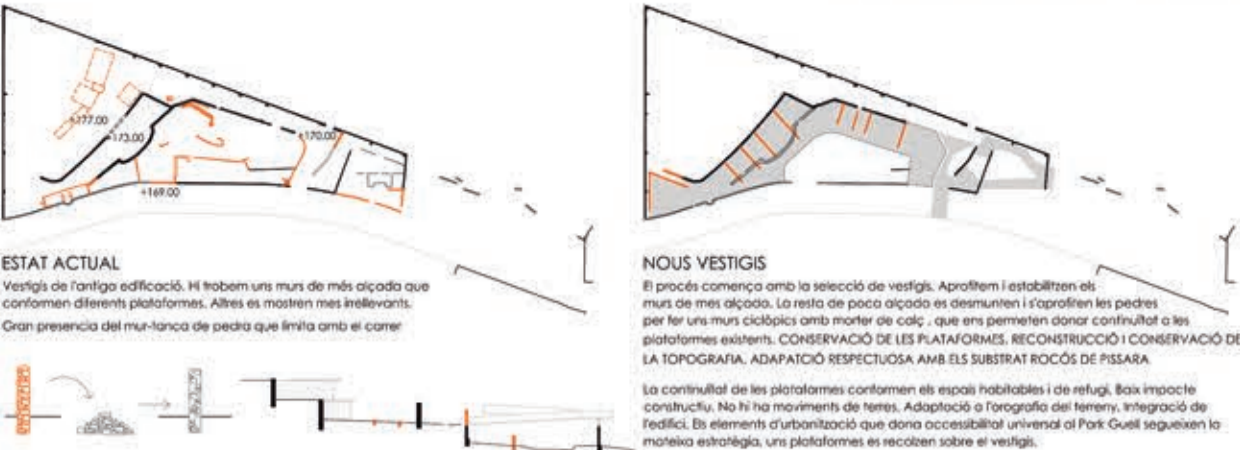 +177.00
+173.00
+170.00
+169.00
ESTAT ACTUAL
Vestigis de l'antiga edificació. Hi trobem uns murs de més alçada que
conformen diferents plataformes. Altres es mostren mes irrellevants.
Gran presencia del mur-tanca de pedra que limita amb el carrer
NOUS VESTIGIS
El procés comença amb la selecció de vestigis. Aprofitem i estabilitzen els
murs de mes alçada. La resta de poca alçada es desmunten i s'aprofiten les pedres
per fer uns murs ciclòpics amb morter de calç , que ens permeten donar continuïtat a les
plataformes existents. CONSERVACIÓ DE LES PLATAFORMES. RECONSTRUCCIÓ I CONSERVACIÓ DE
LA TOPOGRAFIA. ADAPATCIÓ RESPECTUOSA AMB ELS SUBSTRAT ROCÓS DE PISSARA
La continuïtat de les plataformes conformen els espais habitables i de refugi. Baix impacte
constructiu. No hi ha moviments de terres. Adaptació a l'orografia del terreny. Integració de
l'edifici. Els elements d'urbanització que dona accessibilitat universal al Park Guell segueixen la
mateixa estratègia, uns plataformes es recolzen sobre el vestigis.